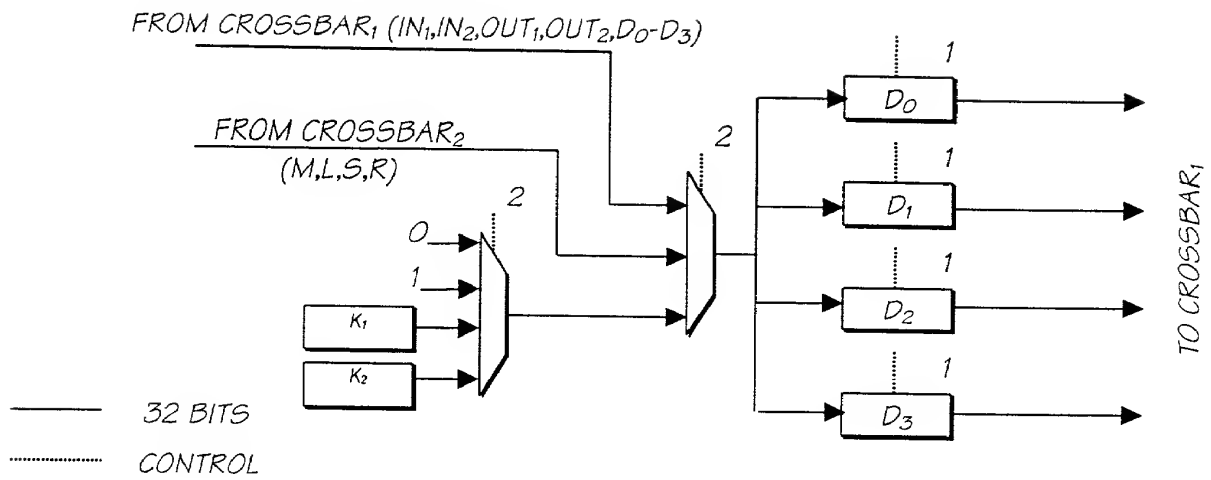 FROM CROSSBAR₁ (IN₁,IN₂,OUT₁,OUT₂,D₀-D₃)
1
D₀
FROM CROSSBAR₂
(M,L,S,R)
2
1
D₁
2
0
1
K₁
K₂
1
D₂
1
D₃
TO CROSSBAR₁
32 BITS
CONTROL